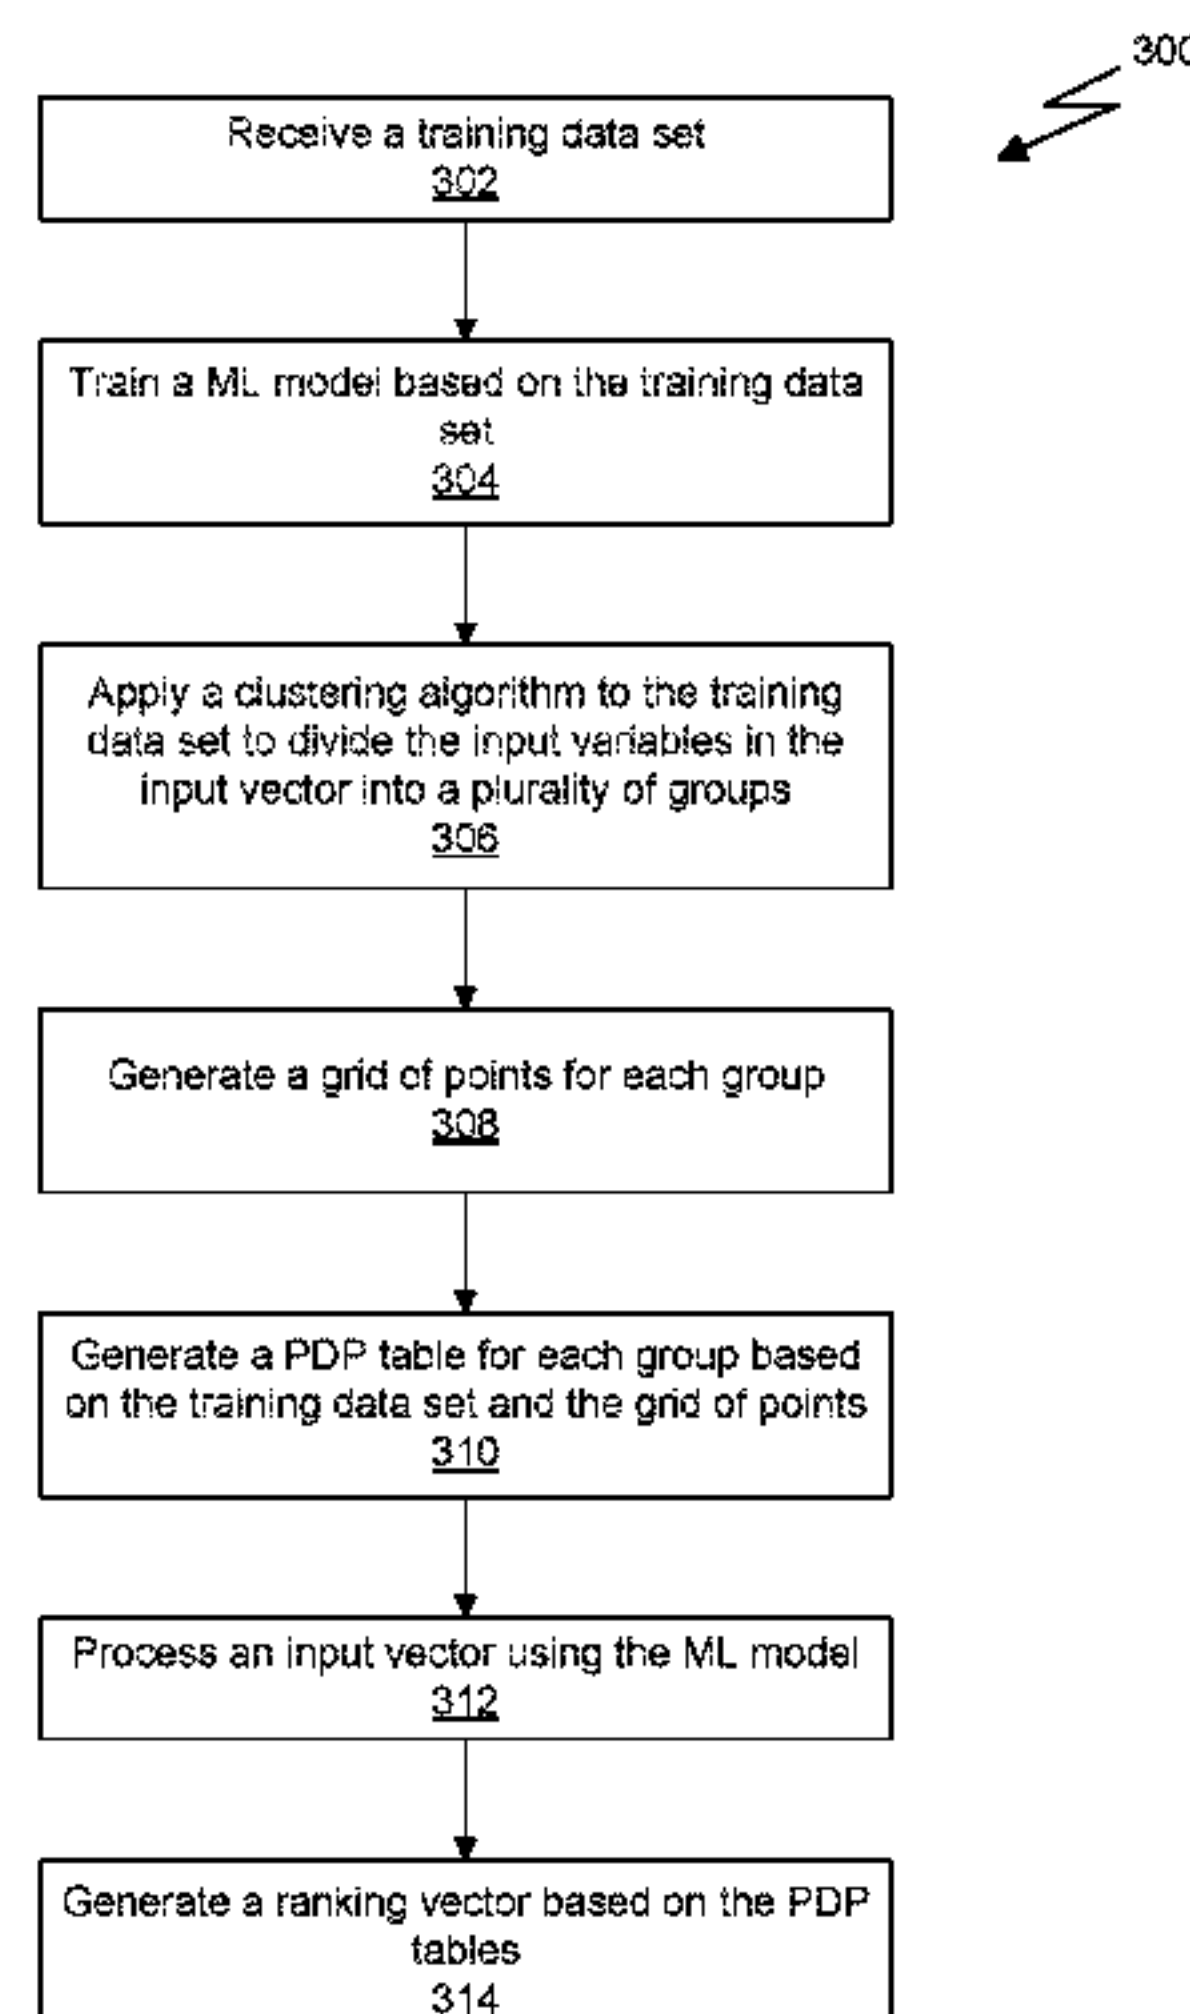 300
Receive a training data set
302
Train a ML model based on the training data
set
304
Apply a clustering algorithm to the training
data set to divide the input variables in the
input vector into a plurality of groups
306
Generate a grid of points for each group
308
Generate a PDP table for each group based
on the training data set and the grid of points
310
Process an input vector using the ML model
312
Generate a ranking vector based on the PDP
tables
314